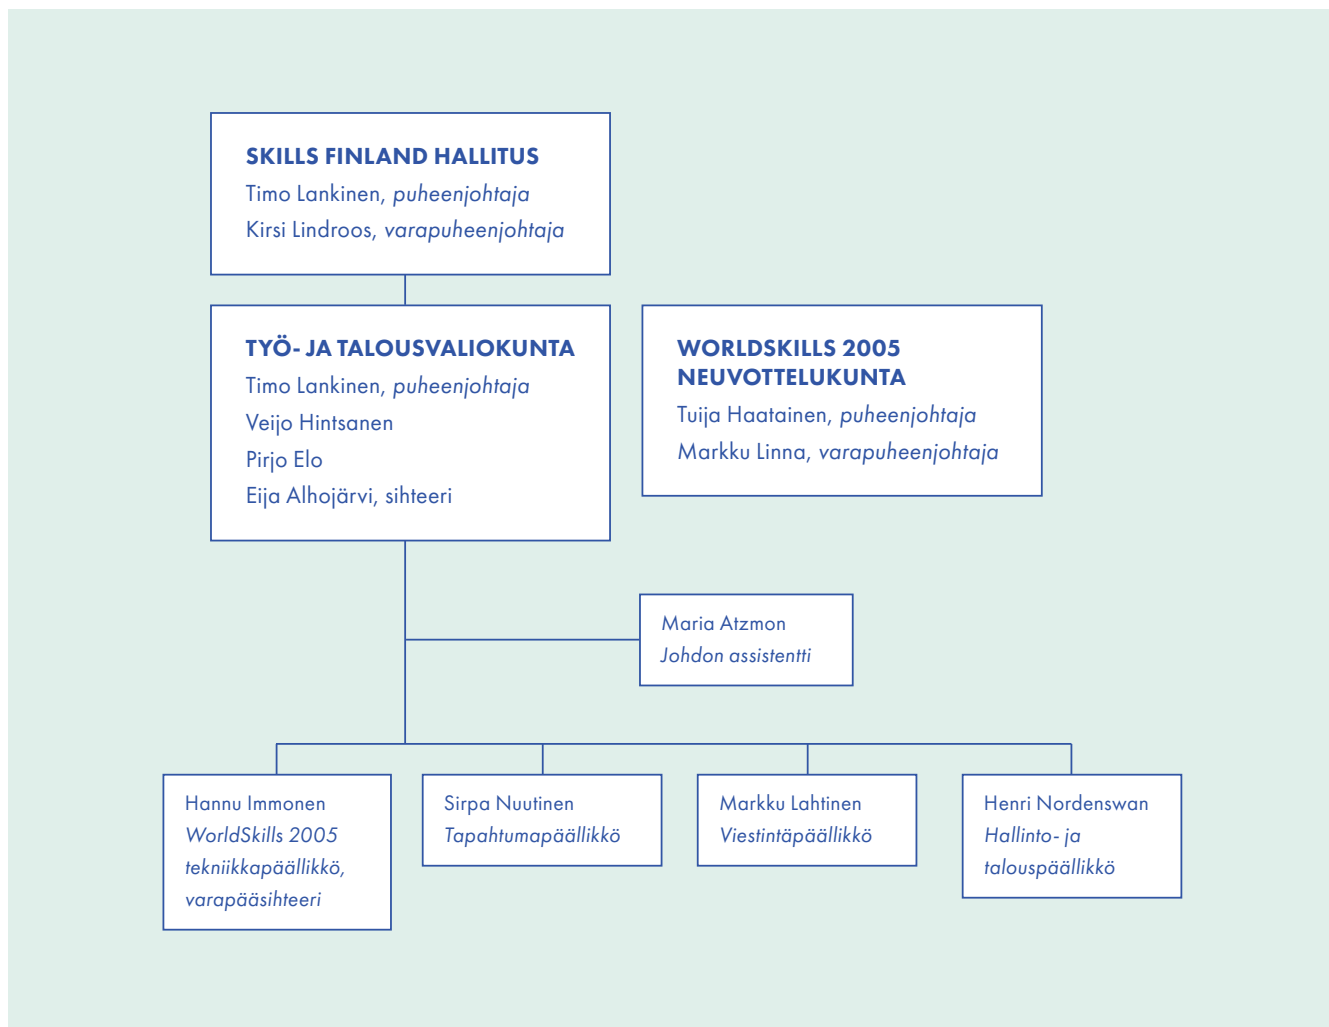 SKILLS FINLAND HALLITUS
Timo Lankinen, puheenjohtaja
Kirsi Lindroos, varapuheenjohtaja
TYÖ- JA TALOUSVALIOKUNTA
Timo Lankinen, puheenjohtaja
Veijo Hintsanen
Pirjo Elo
Eija Alhojärvi, sihteeri
WORLDSKILLS 2005
NEUVOTTELUKUNTA
Tuija Haatainen, puheenjohtaja
Markku Linna, varapuheenjohtaja
Maria Atzmon
Johdon assistentti
Hannu Immonen
WorldSkills 2005
tekniikkapäällikkö,
varapääsihteeri
Sirpa Nuutinen
Tapahtumapäällikkö
Markku Lahtinen
Viestintäpäällikkö
Henri Nordenswan
Hallinto- ja
talouspäällikkö